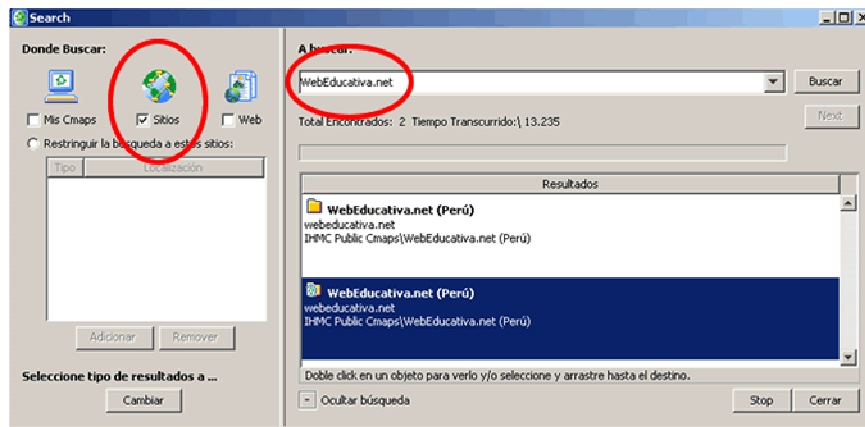 Search
Donde Buscar:
Mis Cmaps
Sitios
Web
Restringuir la búsqueda a estos sitios:
Tipo
Localización
Adicionar
Remover
Seleccione tipo de resultados a ...
Cambiar
A buscar:
WebEducativa.net
Buscar
Total Encontrados: 2 Tiempo Transcurrido:\ 13.235
Next
Resultados
WebEducativa.net (Perú)
webeducativa.net
IHMC Public Cmaps\WebEducativa.net (Perú)
WebEducativa.net (Perú)
webeducativa.net
IHMC Public Cmaps\WebEducativa.net (Perú)
Doble click en un objeto para verlo y/o seleccione y arrastre hasta el destino.
Ocultar búsqueda
Stop
Cerrar